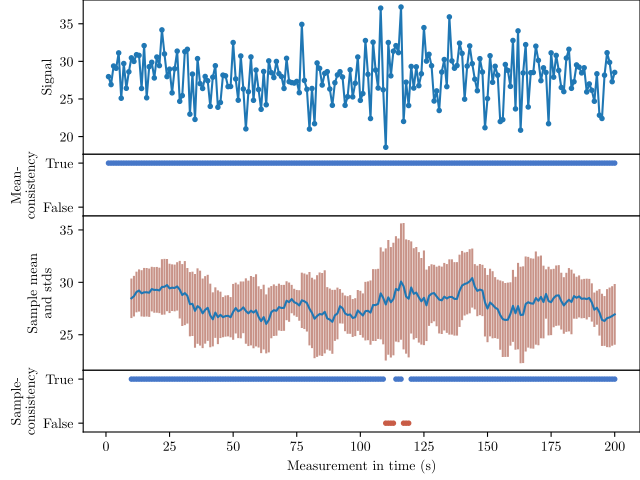 35
30
25
20
Signal
True
False
Mean-
consistency
35
30
25
Sample mean
and stds
True
False
Sample-
consistency
0 25 50 75 100 125 150 175 200
Measurement in time (s)